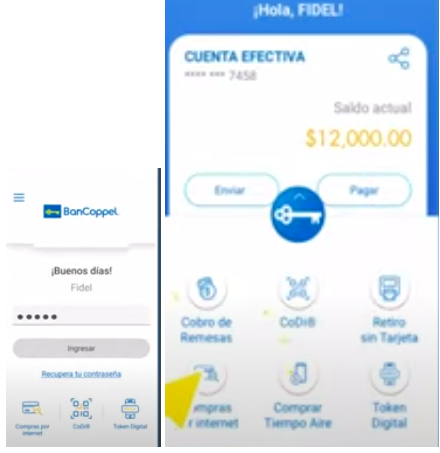 BanCoppel
¡Buenos días!
Fidel
Ingresar
Recupera tu contraseña
Compras por
internet
CoDi®
Token Digital
¡Hola, FIDEL!
CUENTA EFECTIVA
**** *** 7458
Saldo actual
$12,000.00
Enviar
Pagar
Cobro de
Remesas
CoDi®
Retiro
sin Tarjeta
mpras
r internet
Comprar
Tiempo Aire
Token
Digital